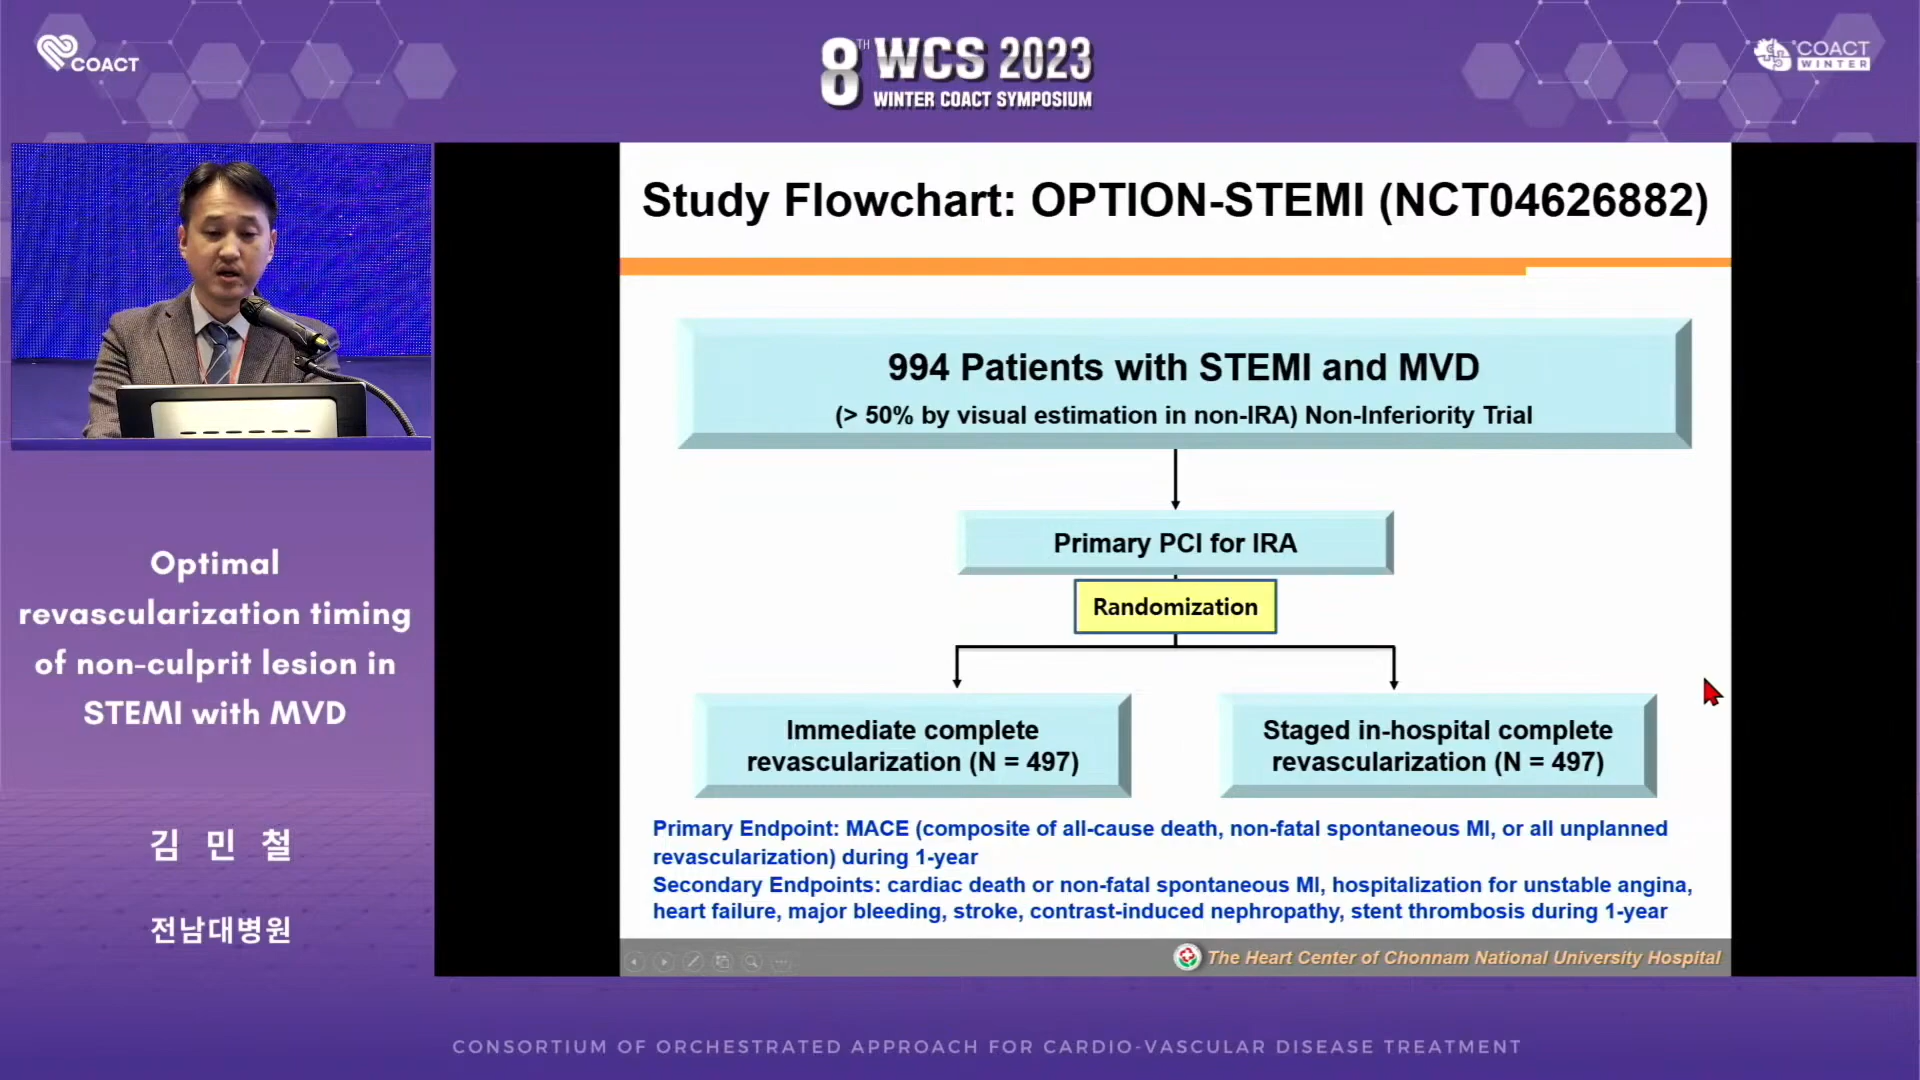 COACT
8TH WCS 2023
WINTER COACT SYMPOSIUM
COACT
WINTER
Optimal
revascularization timing
of non-culprit lesion in
STEMI with MVD
김 민 철
전남대병원
Study Flowchart: OPTION-STEMI (NCT04626882)
994 Patients with STEMI and MVD
(> 50% by visual estimation in non-IRA) Non-Inferiority Trial
Primary PCI for IRA
Randomization
Immediate complete
revascularization (N = 497)
Staged in-hospital complete
revascularization (N = 497)
Primary Endpoint: MACE (composite of all-cause death, non-fatal spontaneous MI, or all unplanned
revascularization) during 1-year
Secondary Endpoints: cardiac death or non-fatal spontaneous MI, hospitalization for unstable angina,
heart failure, major bleeding, stroke, contrast-induced nephropathy, stent thrombosis during 1-year
The Heart Center of Chonnam National University Hospital
CONSORTIUM OF ORCHESTRATED APPROACH FOR CARDIO-VASCULAR DISEASE TREATMENT